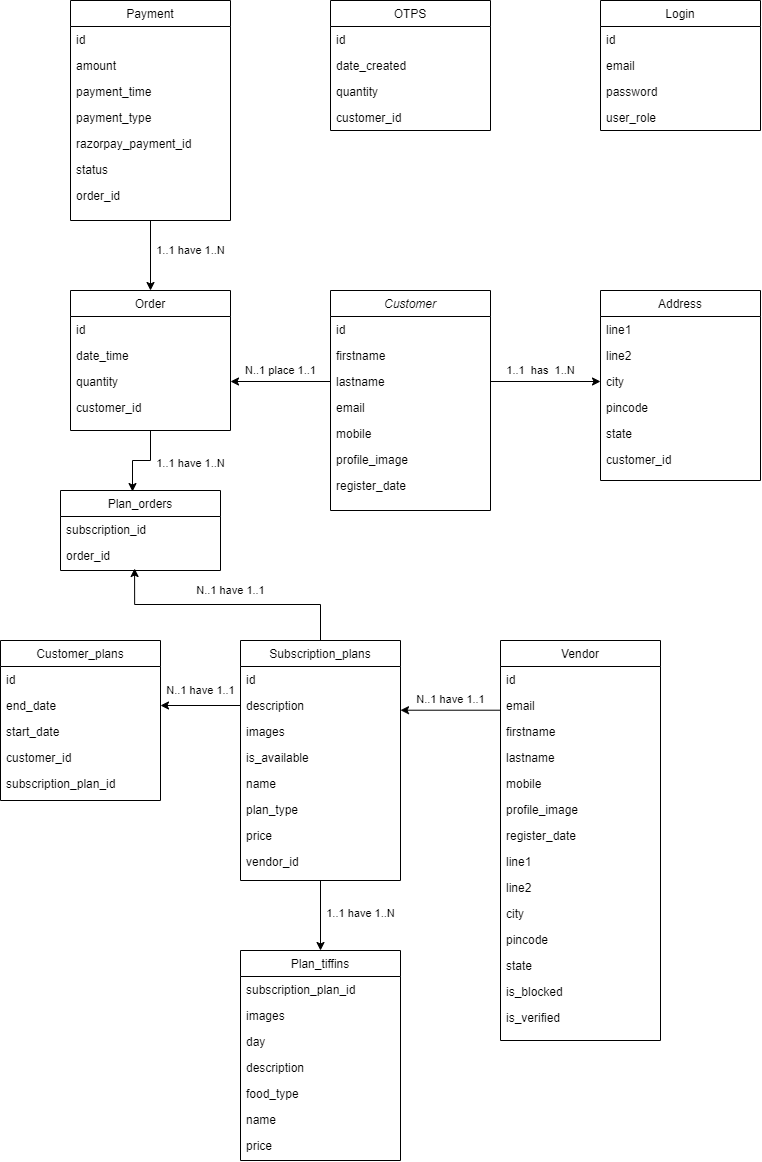 Payment
id
amount
payment_time
payment_type
razorpay_payment_id
status
order_id
OTPS
id
date_created
quantity
customer_id
Login
id
email
password
user_role
1..1 have 1..N
Order
id
date_time
quantity
customer_id
N..1 place 1..1
Customer
id
firstname
lastname
email
mobile
profile_image
register_date
1..1 has 1..N
Address
line1
line2
city
pincode
state
customer_id
1..1 have 1..N
Plan_orders
subscription_id
order_id
N..1 have 1..1
Customer_plans
id
end_date
start_date
customer_id
subscription_plan_id
N..1 have 1..1
Subscription_plans
id
description
images
is_available
name
plan_type
price
vendor_id
N..1 have 1..1
Vendor
id
email
firstname
lastname
mobile
profile_image
register_date
line1
line2
city
pincode
state
is_blocked
is_verified
1..1 have 1..N
Plan_tiffins
subscription_plan_id
images
day
description
food_type
name
price